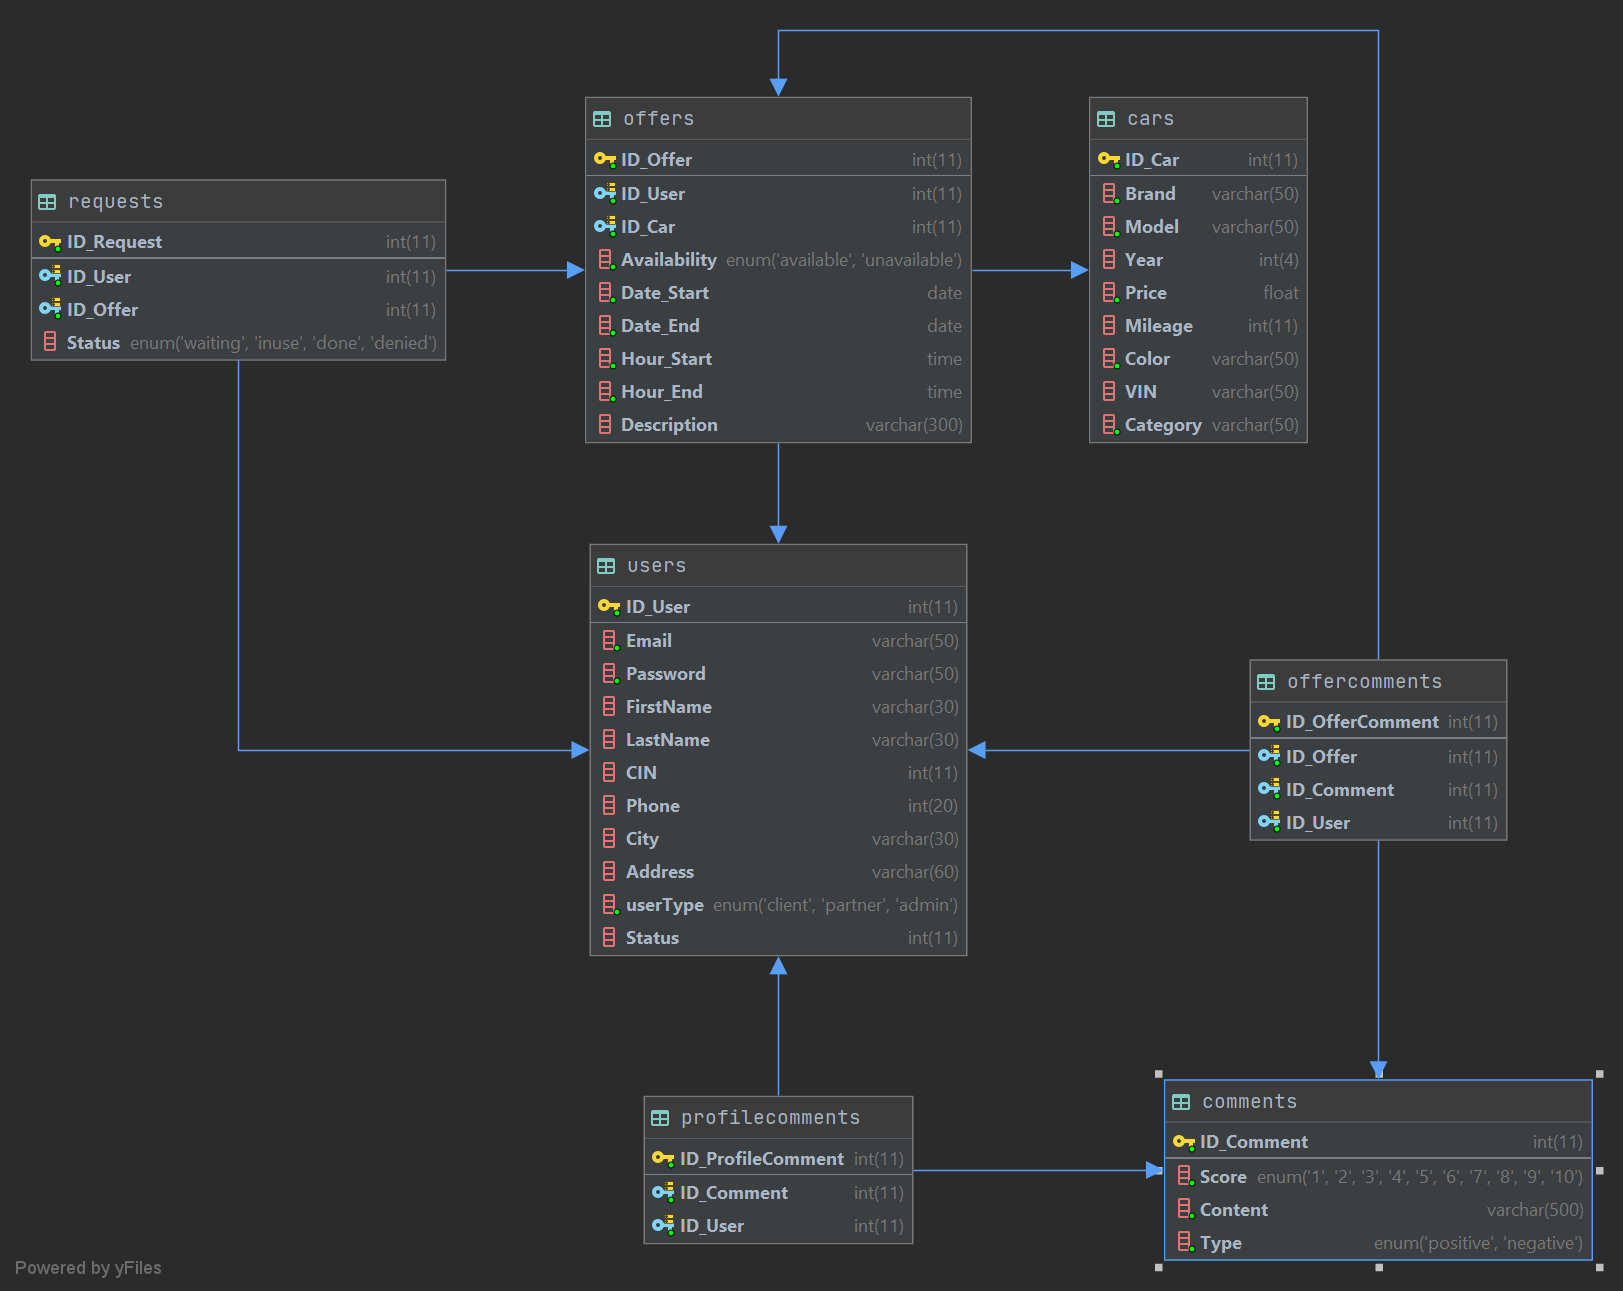 offers
ID_Offer int(11)
ID_User int(11)
ID_Car int(11)
Availability enum('available', 'unavailable')
Date_Start date
Date_End date
Hour_Start time
Hour_End time
Description varchar(300)
cars
ID_Car int(11)
Brand varchar(50)
Model varchar(50)
Year int(4)
Price float
Mileage int(11)
Color varchar(50)
VIN varchar(50)
Category varchar(50)
requests
ID_Request int(11)
ID_User int(11)
ID_Offer int(11)
Status enum('waiting', 'inuse', 'done', 'denied')
users
ID_User int(11)
Email varchar(50)
Password varchar(50)
FirstName varchar(30)
LastName varchar(30)
CIN int(11)
Phone int(20)
City varchar(30)
Address varchar(60)
userType enum('client', 'partner', 'admin')
Status int(11)
offercomments
ID_OfferComment int(11)
ID_Offer int(11)
ID_Comment int(11)
ID_User int(11)
profilecomments
ID_ProfileComment int(11)
ID_Comment int(11)
ID_User int(11)
comments
ID_Comment int(11)
Score enum('1', '2', '3', '4', '5', '6', '7', '8', '9', '10')
Content varchar(500)
Type enum('positive', 'negative')
Powered by yFiles